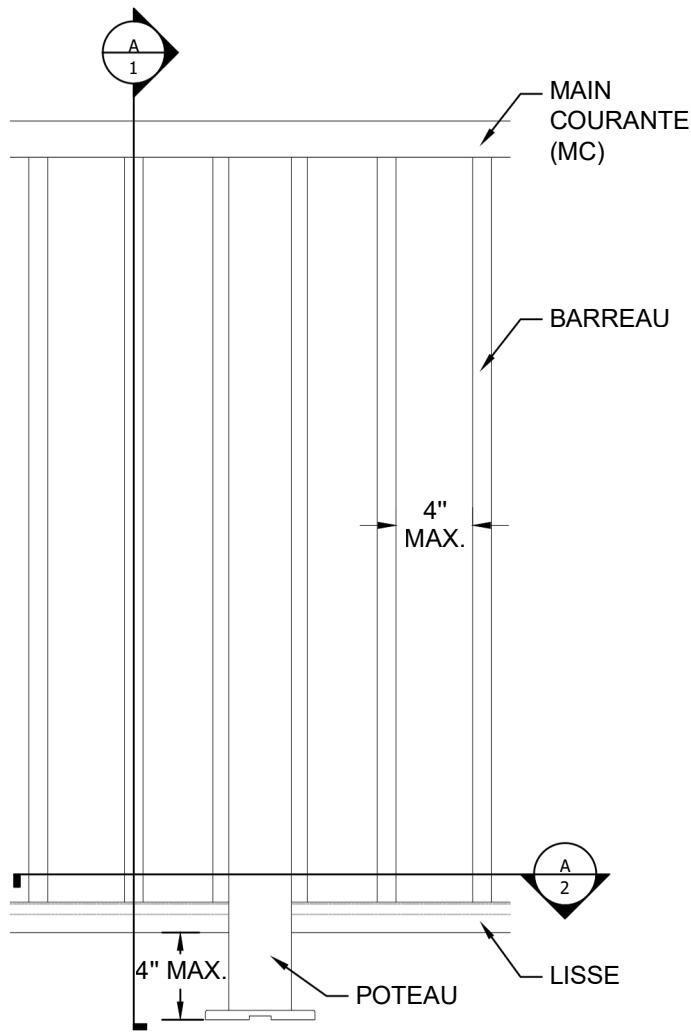 A
1
MAIN
COURANTE
(MC)
BARREAU
4"
MAX.
A
2
4" MAX.
LISSE
POTEAU